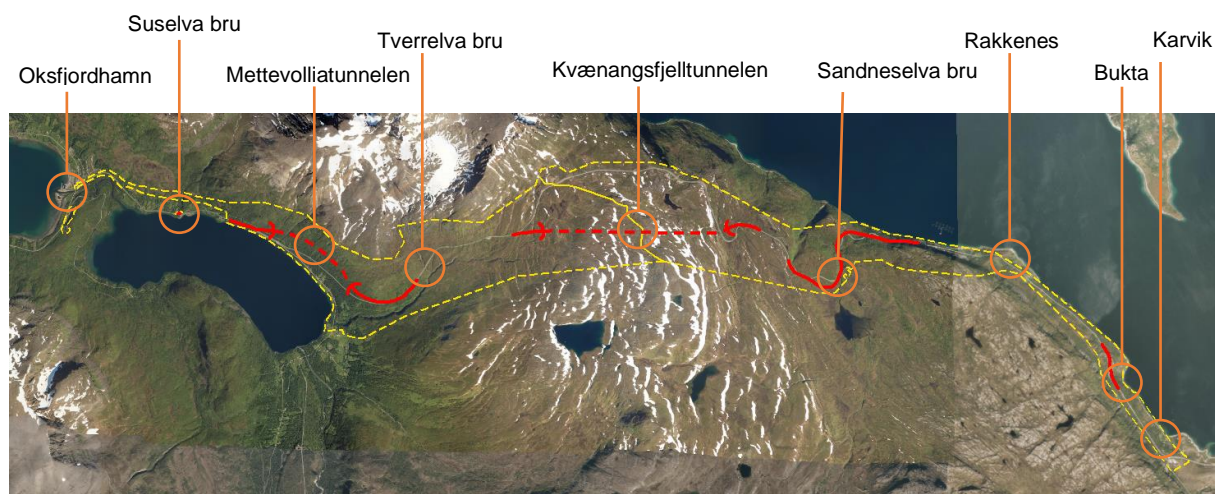 Suselva bru
Tverrelva bru
Rakkenes
Karvik
Oksfjordhamn
Mettevolliatunnelen
Kvænangsfjelltunnelen
Sandneselva bru
Bukta